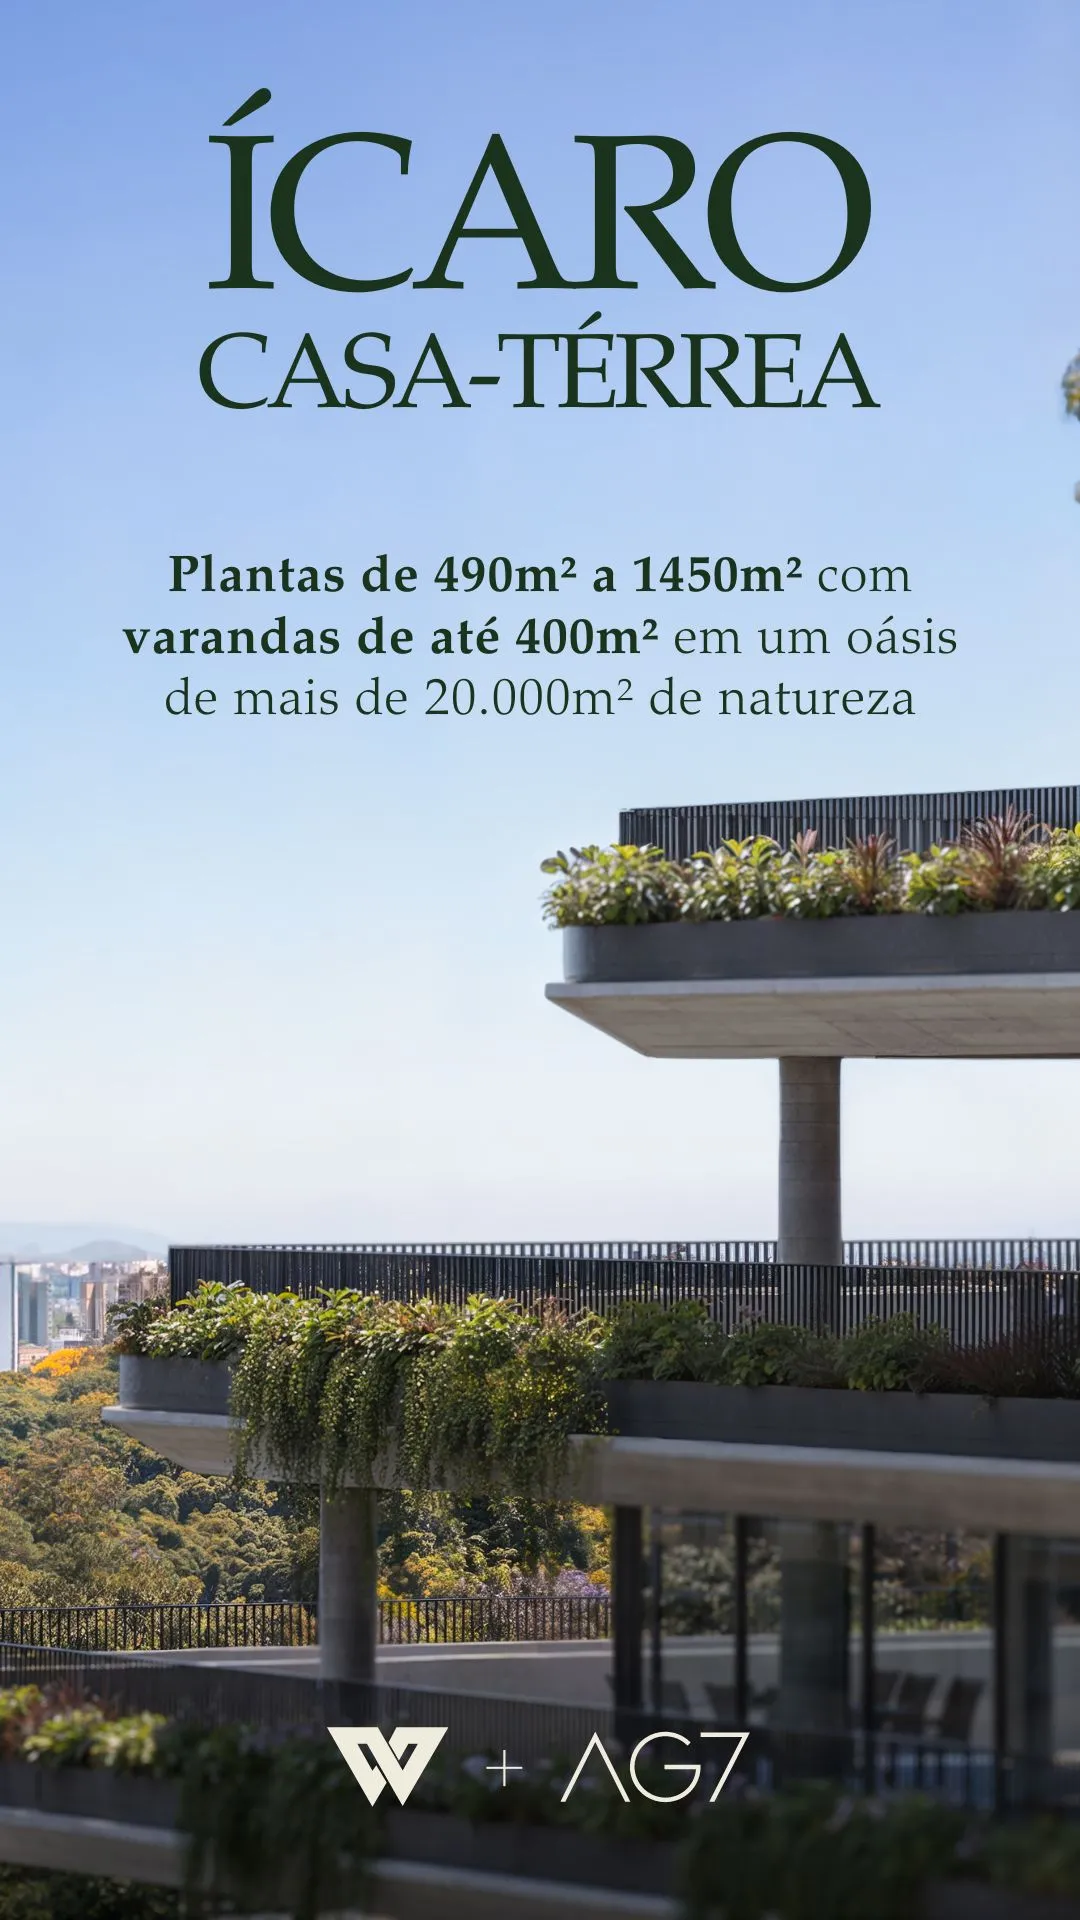 ÍCARO
CASA-TÉRREA
Plantas de 490m² a 1450m² com
varandas de até 400m² em um oásis
de mais de 20.000m² de natureza
W + AG7